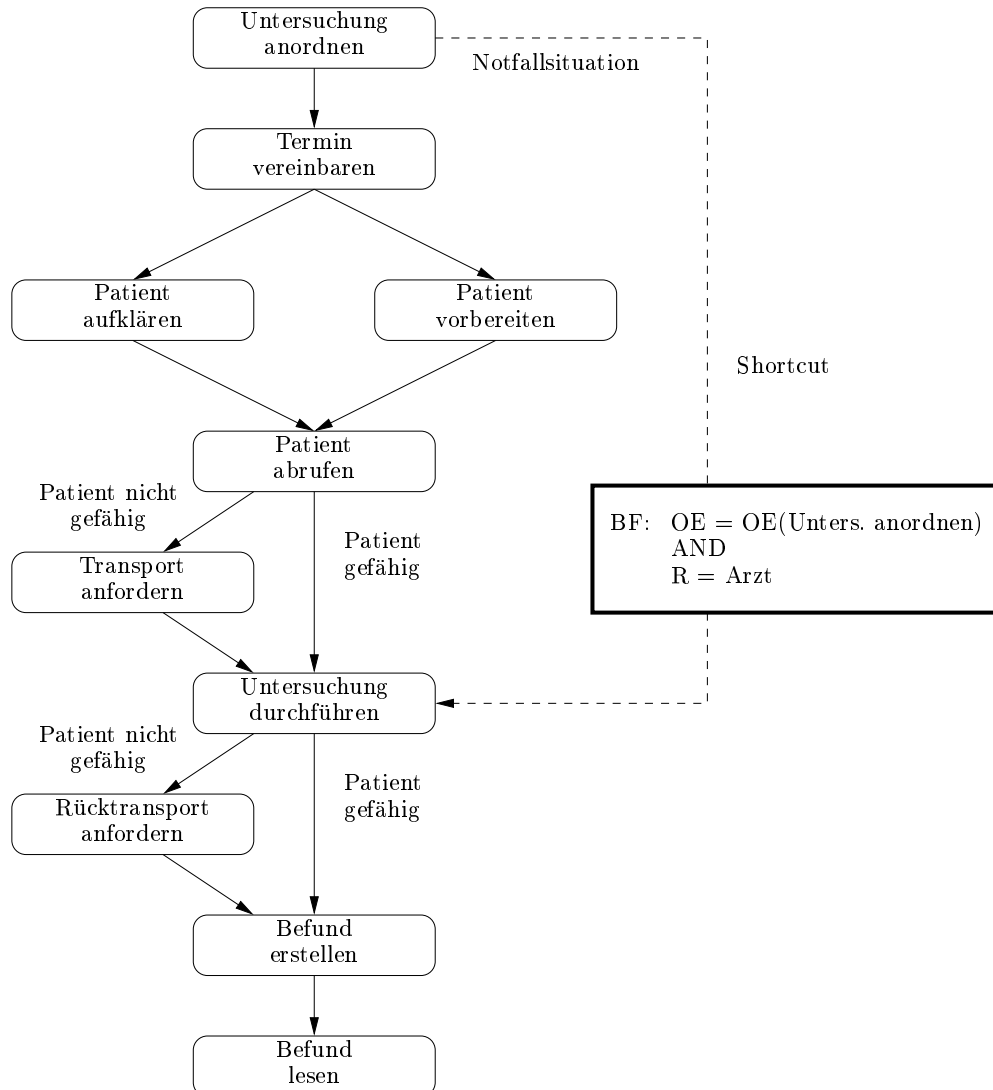 Untersuchung
anordnen
Notfallsituation
Termin
vereinbaren
Patient
aufklären
Patient
vorbereiten
Shortcut
Patient
abrufen
Patient nicht
gefähig
Patient
gefähig
BF: OE = OE(Unters. anordnen)
AND
R = Arzt
Transport
anfordern
Untersuchung
durchführen
Patient nicht
gefähig
Patient
gefähig
Rücktransport
anfordern
Befund
erstellen
Befund
lesen